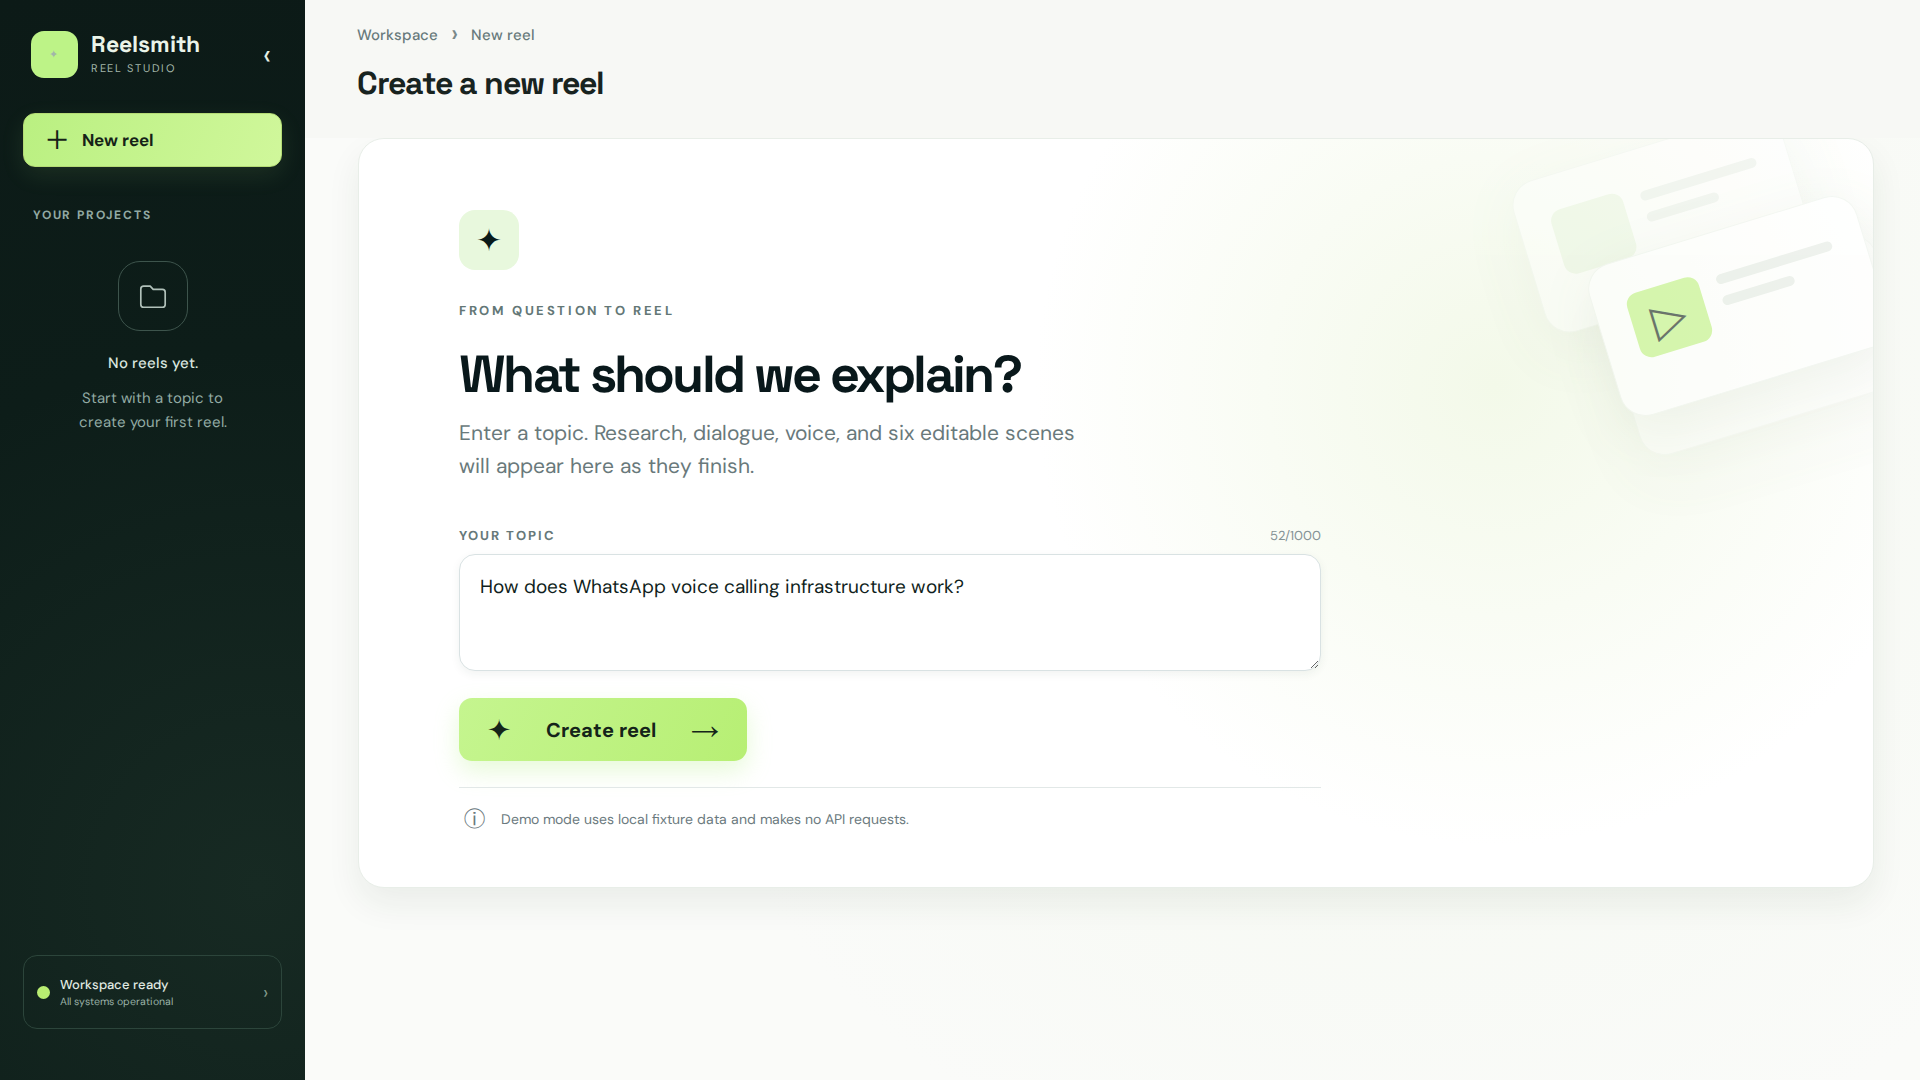 Reelsmith
REEL STUDIO
New reel
YOUR PROJECTS
No reels yet.
Start with a topic to
create your first reel.
Workspace ready
All systems operational
Workspace › New reel
Create a new reel
FROM QUESTION TO REEL
What should we explain?
Enter a topic. Research, dialogue, voice, and six editable scenes
will appear here as they finish.
YOUR TOPIC
52/1000
How does WhatsApp voice calling infrastructure work?
Create reel →
Demo mode uses local fixture data and makes no API requests.